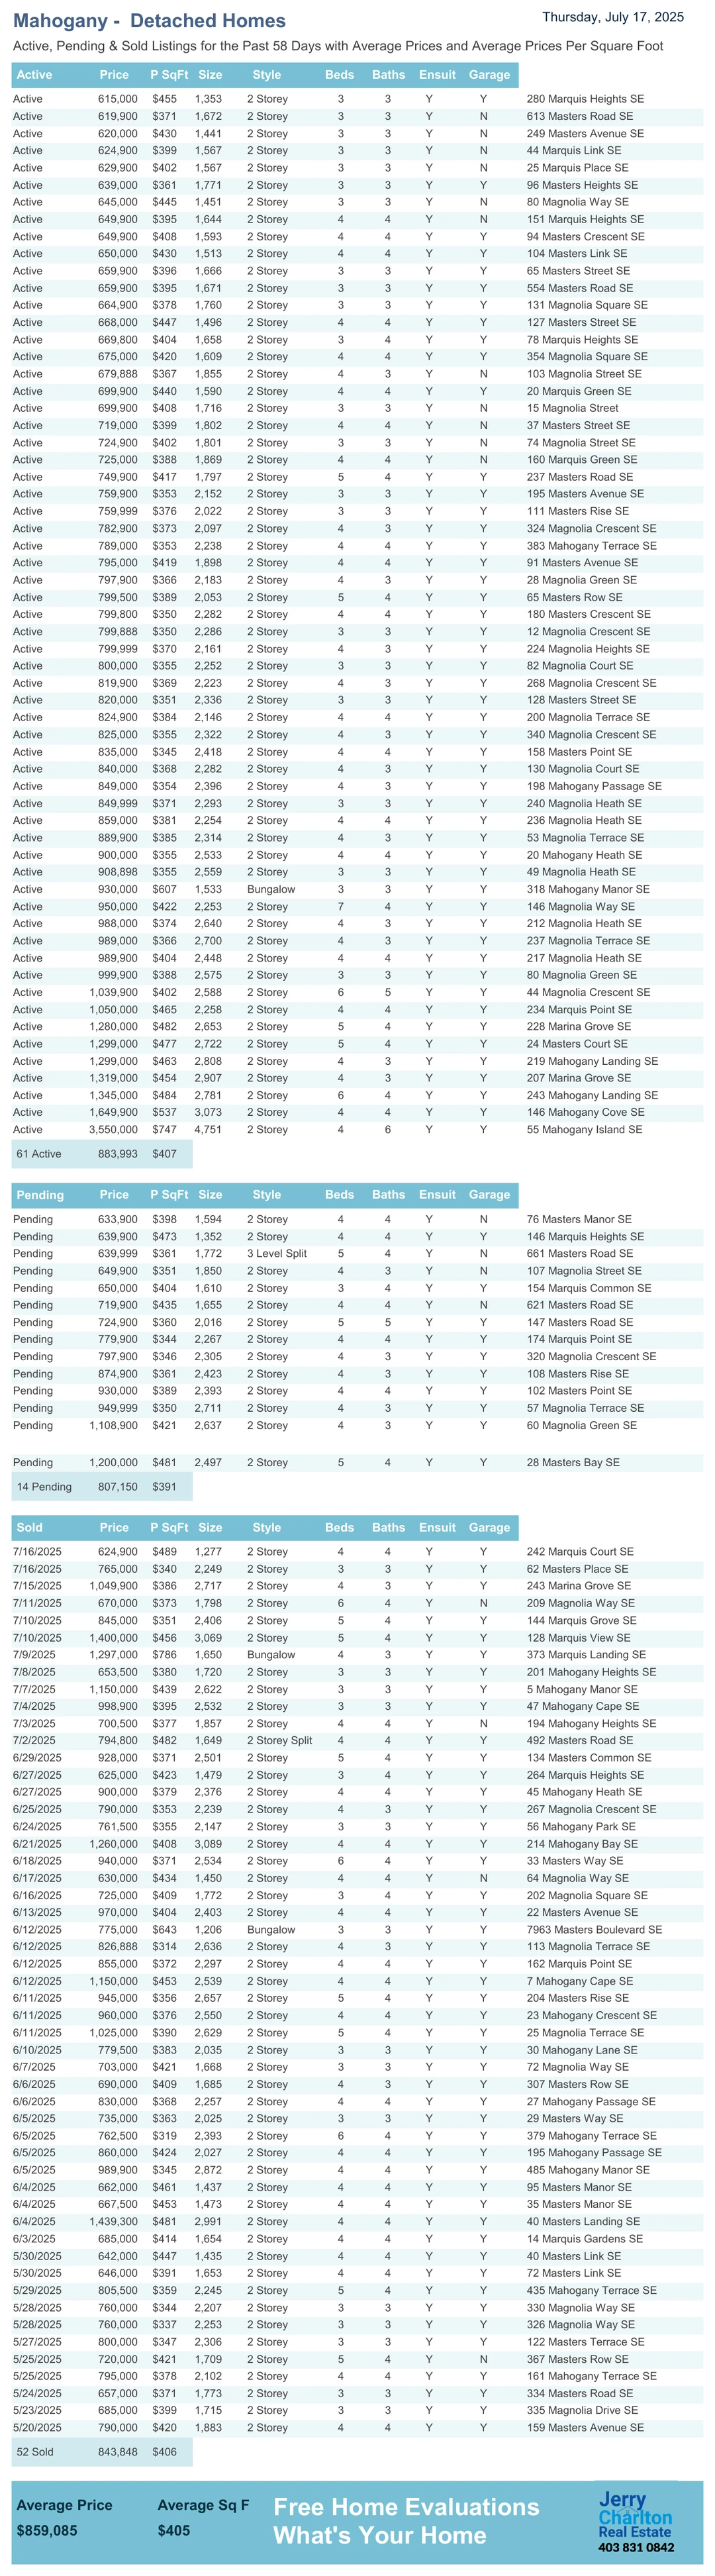 Mahogany - Detached Homes
Thursday, July 17, 2025
Active, Pending & Sold Listings for the Past 58 Days with Average Prices and Average Prices Per Square Foot
Active Price P SqFt Size Style Beds Baths Ensuit Garage
Active 615,000 $455 1,353 2 Storey 3 3 Y Y 280 Marquis Heights SE
Active 619,900 $371 1,672 2 Storey 3 3 Y N 613 Masters Road SE
Active 620,000 $430 1,441 2 Storey 3 3 Y N 249 Masters Avenue SE
Active 624,900 $399 1,567 2 Storey 3 3 Y N 44 Marquis Link SE
Active 629,900 $402 1,567 2 Storey 3 3 Y N 25 Marquis Place SE
Active 639,000 $361 1,771 2 Storey 3 3 Y Y 96 Masters Heights SE
Active 645,000 $445 1,451 2 Storey 3 3 Y N 80 Magnolia Way SE
Active 649,900 $395 1,644 2 Storey 4 4 Y N 151 Marquis Heights SE
Active 649,900 $408 1,593 2 Storey 4 4 Y Y 94 Masters Crescent SE
Active 650,000 $430 1,513 2 Storey 4 4 Y Y 104 Masters Link SE
Active 659,900 $396 1,666 2 Storey 3 3 Y Y 65 Masters Street SE
Active 659,900 $395 1,671 2 Storey 3 3 Y Y 554 Masters Road SE
Active 664,900 $378 1,760 2 Storey 3 3 Y Y 131 Magnolia Square SE
Active 668,000 $447 1,496 2 Storey 4 4 Y Y 127 Masters Street SE
Active 669,800 $404 1,658 2 Storey 3 4 Y Y 78 Marquis Heights SE
Active 675,000 $420 1,609 2 Storey 4 4 Y Y 354 Magnolia Square SE
Active 679,888 $367 1,855 2 Storey 4 3 Y N 103 Magnolia Street SE
Active 699,900 $440 1,590 2 Storey 4 4 Y Y 20 Marquis Green SE
Active 699,900 $408 1,716 2 Storey 3 3 Y N 15 Magnolia Street
Active 719,000 $399 1,802 2 Storey 4 4 Y N 37 Masters Street SE
Active 724,900 $402 1,801 2 Storey 3 3 Y N 74 Magnolia Street SE
Active 725,000 $388 1,869 2 Storey 4 4 Y N 160 Marquis Green SE
Active 749,900 $417 1,797 2 Storey 5 4 Y Y 237 Masters Road SE
Active 759,900 $353 2,152 2 Storey 3 3 Y Y 195 Masters Avenue SE
Active 759,999 $376 2,022 2 Storey 3 3 Y Y 111 Masters Rise SE
Active 782,900 $373 2,097 2 Storey 4 3 Y Y 324 Magnolia Crescent SE
Active 789,000 $353 2,238 2 Storey 4 4 Y Y 383 Mahogany Terrace SE
Active 795,000 $419 1,898 2 Storey 4 4 Y Y 91 Masters Avenue SE
Active 797,900 $366 2,183 2 Storey 4 3 Y Y 28 Magnolia Green SE
Active 799,500 $389 2,053 2 Storey 5 4 Y Y 65 Masters Row SE
Active 799,800 $350 2,282 2 Storey 4 4 Y Y 180 Masters Crescent SE
Active 799,888 $350 2,286 2 Storey 3 3 Y Y 12 Magnolia Crescent SE
Active 799,999 $370 2,161 2 Storey 4 3 Y Y 224 Magnolia Heights SE
Active 800,000 $355 2,252 2 Storey 3 3 Y Y 82 Magnolia Court SE
Active 819,900 $369 2,223 2 Storey 4 3 Y Y 268 Magnolia Crescent SE
Active 820,000 $351 2,336 2 Storey 3 3 Y Y 128 Masters Street SE
Active 824,900 $384 2,146 2 Storey 4 4 Y Y 200 Magnolia Terrace SE
Active 825,000 $355 2,322 2 Storey 4 3 Y Y 340 Magnolia Crescent SE
Active 835,000 $345 2,418 2 Storey 4 4 Y Y 158 Masters Point SE
Active 840,000 $368 2,282 2 Storey 4 3 Y Y 130 Magnolia Court SE
Active 849,000 $354 2,396 2 Storey 4 3 Y Y 198 Mahogany Passage SE
Active 849,999 $371 2,293 2 Storey 3 3 Y Y 240 Magnolia Heath SE
Active 859,000 $381 2,254 2 Storey 4 4 Y Y 236 Magnolia Heath SE
Active 889,900 $385 2,314 2 Storey 4 3 Y Y 53 Magnolia Terrace SE
Active 900,000 $355 2,533 2 Storey 4 4 Y Y 20 Mahogany Heath SE
Active 908,898 $355 2,559 2 Storey 3 3 Y Y 49 Magnolia Heath SE
Active 930,000 $607 1,533 Bungalow 3 3 Y Y 318 Mahogany Manor SE
Active 950,000 $422 2,253 2 Storey 7 4 Y Y 146 Magnolia Way SE
Active 988,000 $374 2,640 2 Storey 4 3 Y Y 212 Magnolia Heath SE
Active 989,000 $366 2,700 2 Storey 4 3 Y Y 237 Magnolia Terrace SE
Active 989,900 $404 2,448 2 Storey 4 4 Y Y 217 Magnolia Heath SE
Active 999,900 $388 2,575 2 Storey 3 3 Y Y 80 Magnolia Green SE
Active 1,039,900 $402 2,588 2 Storey 6 5 Y Y 44 Magnolia Crescent SE
Active 1,050,000 $465 2,258 2 Storey 4 4 Y Y 234 Marquis Point SE
Active 1,280,000 $482 2,653 2 Storey 5 4 Y Y 228 Marina Grove SE
Active 1,299,000 $477 2,722 2 Storey 5 4 Y Y 24 Masters Court SE
Active 1,299,000 $463 2,808 2 Storey 4 3 Y Y 219 Mahogany Landing SE
Active 1,319,000 $454 2,907 2 Storey 4 3 Y Y 207 Marina Grove SE
Active 1,345,000 $484 2,781 2 Storey 6 4 Y Y 243 Mahogany Landing SE
Active 1,649,900 $537 3,073 2 Storey 4 4 Y Y 146 Mahogany Cove SE
Active 3,550,000 $747 4,751 2 Storey 4 6 Y Y 55 Mahogany Island SE
61 Active 883,993 $407
Pending Price P SqFt Size Style Beds Baths Ensuit Garage
Pending 633,900 $398 1,594 2 Storey 4 4 Y N 76 Masters Manor SE
Pending 639,900 $473 1,352 2 Storey 4 4 Y Y 146 Marquis Heights SE
Pending 639,999 $361 1,772 3 Level Split 5 4 Y N 661 Masters Road SE
Pending 649,900 $351 1,850 2 Storey 4 3 Y N 107 Magnolia Street SE
Pending 650,000 $404 1,610 2 Storey 3 4 Y Y 154 Marquis Common SE
Pending 719,900 $435 1,655 2 Storey 4 4 Y N 621 Masters Road SE
Pending 724,900 $360 2,016 2 Storey 5 5 Y Y 147 Masters Road SE
Pending 779,900 $344 2,267 2 Storey 4 4 Y Y 174 Marquis Point SE
Pending 797,900 $346 2,305 2 Storey 4 3 Y Y 320 Magnolia Crescent SE
Pending 874,900 $361 2,423 2 Storey 4 3 Y Y 108 Masters Rise SE
Pending 930,000 $389 2,393 2 Storey 4 4 Y Y 102 Masters Point SE
Pending 949,999 $350 2,711 2 Storey 4 3 Y Y 57 Magnolia Terrace SE
Pending 1,108,900 $421 2,637 2 Storey 4 3 Y Y 60 Magnolia Green SE
Pending 1,200,000 $481 2,497 2 Storey 5 4 Y Y 28 Masters Bay SE
14 Pending 807,150 $391
Sold Price P SqFt Size Style Beds Baths Ensuit Garage
7/16/2025 624,900 $489 1,277 2 Storey 4 4 Y Y 242 Marquis Court SE
7/16/2025 765,000 $340 2,249 2 Storey 3 3 Y Y 62 Masters Place SE
7/15/2025 1,049,900 $386 2,717 2 Storey 4 3 Y Y 243 Marina Grove SE
7/11/2025 670,000 $373 1,798 2 Storey 6 4 Y N 209 Magnolia Way SE
7/10/2025 845,000 $351 2,406 2 Storey 5 4 Y Y 144 Marquis Grove SE
7/10/2025 1,400,000 $456 3,069 2 Storey 5 4 Y Y 128 Marquis View SE
7/9/2025 1,297,000 $786 1,650 Bungalow 4 3 Y Y 373 Marquis Landing SE
7/8/2025 653,500 $380 1,720 2 Storey 3 3 Y Y 201 Mahogany Heights SE
7/7/2025 1,150,000 $439 2,622 2 Storey 3 3 Y Y 5 Mahogany Manor SE
7/4/2025 998,900 $395 2,532 2 Storey 3 3 Y Y 47 Mahogany Cape SE
7/3/2025 700,500 $377 1,857 2 Storey 4 4 Y N 194 Mahogany Heights SE
7/2/2025 794,800 $482 1,649 2 Storey Split 4 4 Y Y 492 Masters Road SE
6/29/2025 928,000 $371 2,501 2 Storey 5 4 Y Y 134 Masters Common SE
6/27/2025 625,000 $423 1,479 2 Storey 3 4 Y Y 264 Marquis Heights SE
6/27/2025 900,000 $379 2,376 2 Storey 4 4 Y Y 45 Mahogany Heath SE
6/25/2025 790,000 $353 2,239 2 Storey 4 3 Y Y 267 Magnolia Crescent SE
6/24/2025 761,500 $355 2,147 2 Storey 3 3 Y Y 56 Mahogany Park SE
6/21/2025 1,260,000 $408 3,089 2 Storey 4 4 Y Y 214 Mahogany Bay SE
6/18/2025 940,000 $371 2,534 2 Storey 6 4 Y Y 33 Masters Way SE
6/17/2025 630,000 $434 1,450 2 Storey 4 4 Y N 64 Magnolia Way SE
6/16/2025 725,000 $409 1,772 2 Storey 3 4 Y Y 202 Magnolia Square SE
6/13/2025 970,000 $404 2,403 2 Storey 4 4 Y Y 22 Masters Avenue SE
6/12/2025 775,000 $643 1,206 Bungalow 3 3 Y Y 7963 Masters Boulevard SE
6/12/2025 826,888 $314 2,636 2 Storey 4 3 Y Y 113 Magnolia Terrace SE
6/12/2025 855,000 $372 2,297 2 Storey 4 4 Y Y 162 Marquis Point SE
6/12/2025 1,150,000 $453 2,539 2 Storey 4 4 Y Y 7 Mahogany Cape SE
6/11/2025 945,000 $356 2,657 2 Storey 5 4 Y Y 204 Masters Rise SE
6/11/2025 960,000 $376 2,550 2 Storey 4 4 Y Y 23 Mahogany Crescent SE
6/11/2025 1,025,000 $390 2,629 2 Storey 5 4 Y Y 25 Magnolia Terrace SE
6/10/2025 779,500 $383 2,035 2 Storey 3 3 Y Y 30 Mahogany Lane SE
6/7/2025 703,000 $421 1,668 2 Storey 3 3 Y Y 72 Magnolia Way SE
6/6/2025 690,000 $409 1,685 2 Storey 4 3 Y Y 307 Masters Row SE
6/6/2025 830,000 $368 2,257 2 Storey 4 4 Y Y 27 Mahogany Passage SE
6/5/2025 735,000 $363 2,025 2 Storey 3 3 Y Y 29 Masters Way SE
6/5/2025 762,500 $319 2,393 2 Storey 6 4 Y Y 379 Mahogany Terrace SE
6/5/2025 860,000 $424 2,027 2 Storey 4 4 Y Y 195 Mahogany Passage SE
6/5/2025 989,900 $345 2,872 2 Storey 4 4 Y Y 485 Mahogany Manor SE
6/4/2025 662,000 $461 1,437 2 Storey 4 4 Y Y 95 Masters Manor SE
6/4/2025 667,500 $453 1,473 2 Storey 4 4 Y Y 35 Masters Manor SE
6/4/2025 1,439,300 $481 2,991 2 Storey 4 4 Y Y 40 Masters Landing SE
6/3/2025 685,000 $414 1,654 2 Storey 4 4 Y Y 14 Marquis Gardens SE
5/30/2025 642,000 $447 1,435 2 Storey 4 4 Y Y 40 Masters Link SE
5/30/2025 646,000 $391 1,653 2 Storey 4 4 Y Y 72 Masters Link SE
5/29/2025 805,500 $359 2,245 2 Storey 5 4 Y Y 435 Mahogany Terrace SE
5/28/2025 760,000 $344 2,207 2 Storey 3 3 Y Y 330 Magnolia Way SE
5/28/2025 760,000 $337 2,253 2 Storey 3 3 Y Y 326 Magnolia Way SE
5/27/2025 800,000 $347 2,306 2 Storey 3 3 Y Y 122 Masters Terrace SE
5/25/2025 720,000 $421 1,709 2 Storey 5 4 Y N 367 Masters Row SE
5/25/2025 795,000 $378 2,102 2 Storey 4 4 Y Y 161 Mahogany Terrace SE
5/24/2025 657,000 $371 1,773 2 Storey 3 3 Y Y 334 Masters Road SE
5/23/2025 685,000 $399 1,715 2 Storey 3 3 Y Y 335 Magnolia Drive SE
5/20/2025 790,000 $420 1,883 2 Storey 4 4 Y Y 159 Masters Avenue SE
52 Sold 843,848 $406
Average Price Average Sq F
$859,085 $405
Free Home Evaluations
What's Your Home
Jerry
Charlton
Real Estate
403 831 0842